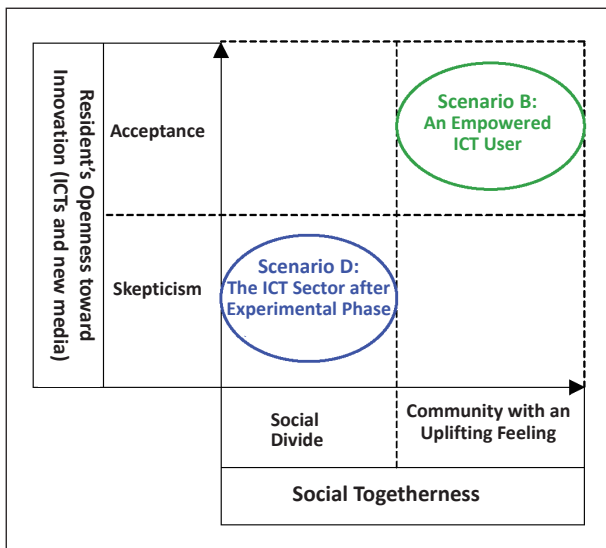 Resident's Openness toward
Innovation (ICTs and new media)
Acceptance
Skepticism
Scenario B:
An Empowered
ICT User
Scenario D:
The ICT Sector after
Experimental Phase
Social
Divide
Community with an
Uplifting Feeling
Social Togetherness